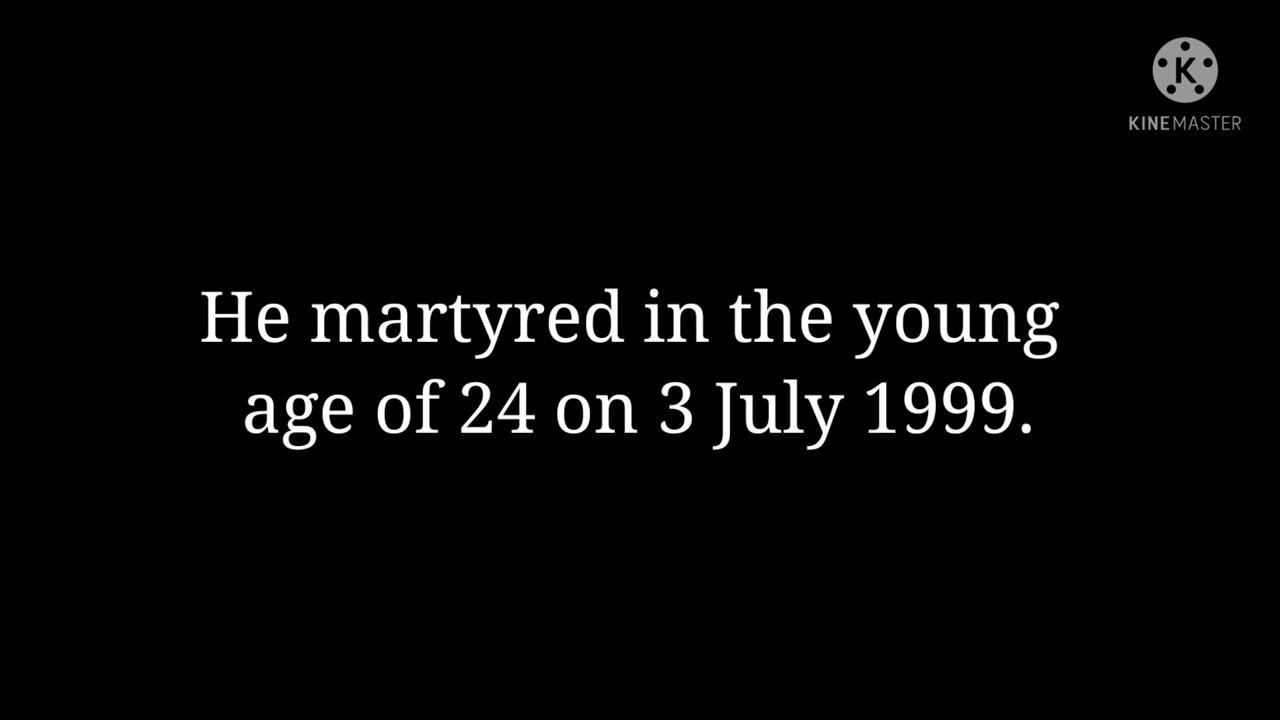 K
KINEMASTER
He martyred in the young
age of 24 on 3 July 1999.